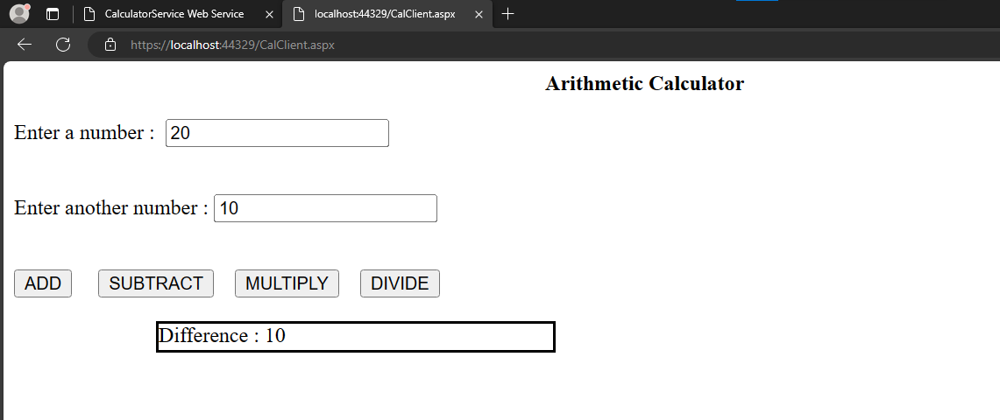 CalculatorService Web Service
localhost:44329/CalClient.aspx
https://localhost:44329/CalClient.aspx
Arithmetic Calculator
Enter a number : 20
Enter another number : 10
ADD SUBTRACT MULTIPLY DIVIDE
Difference : 10